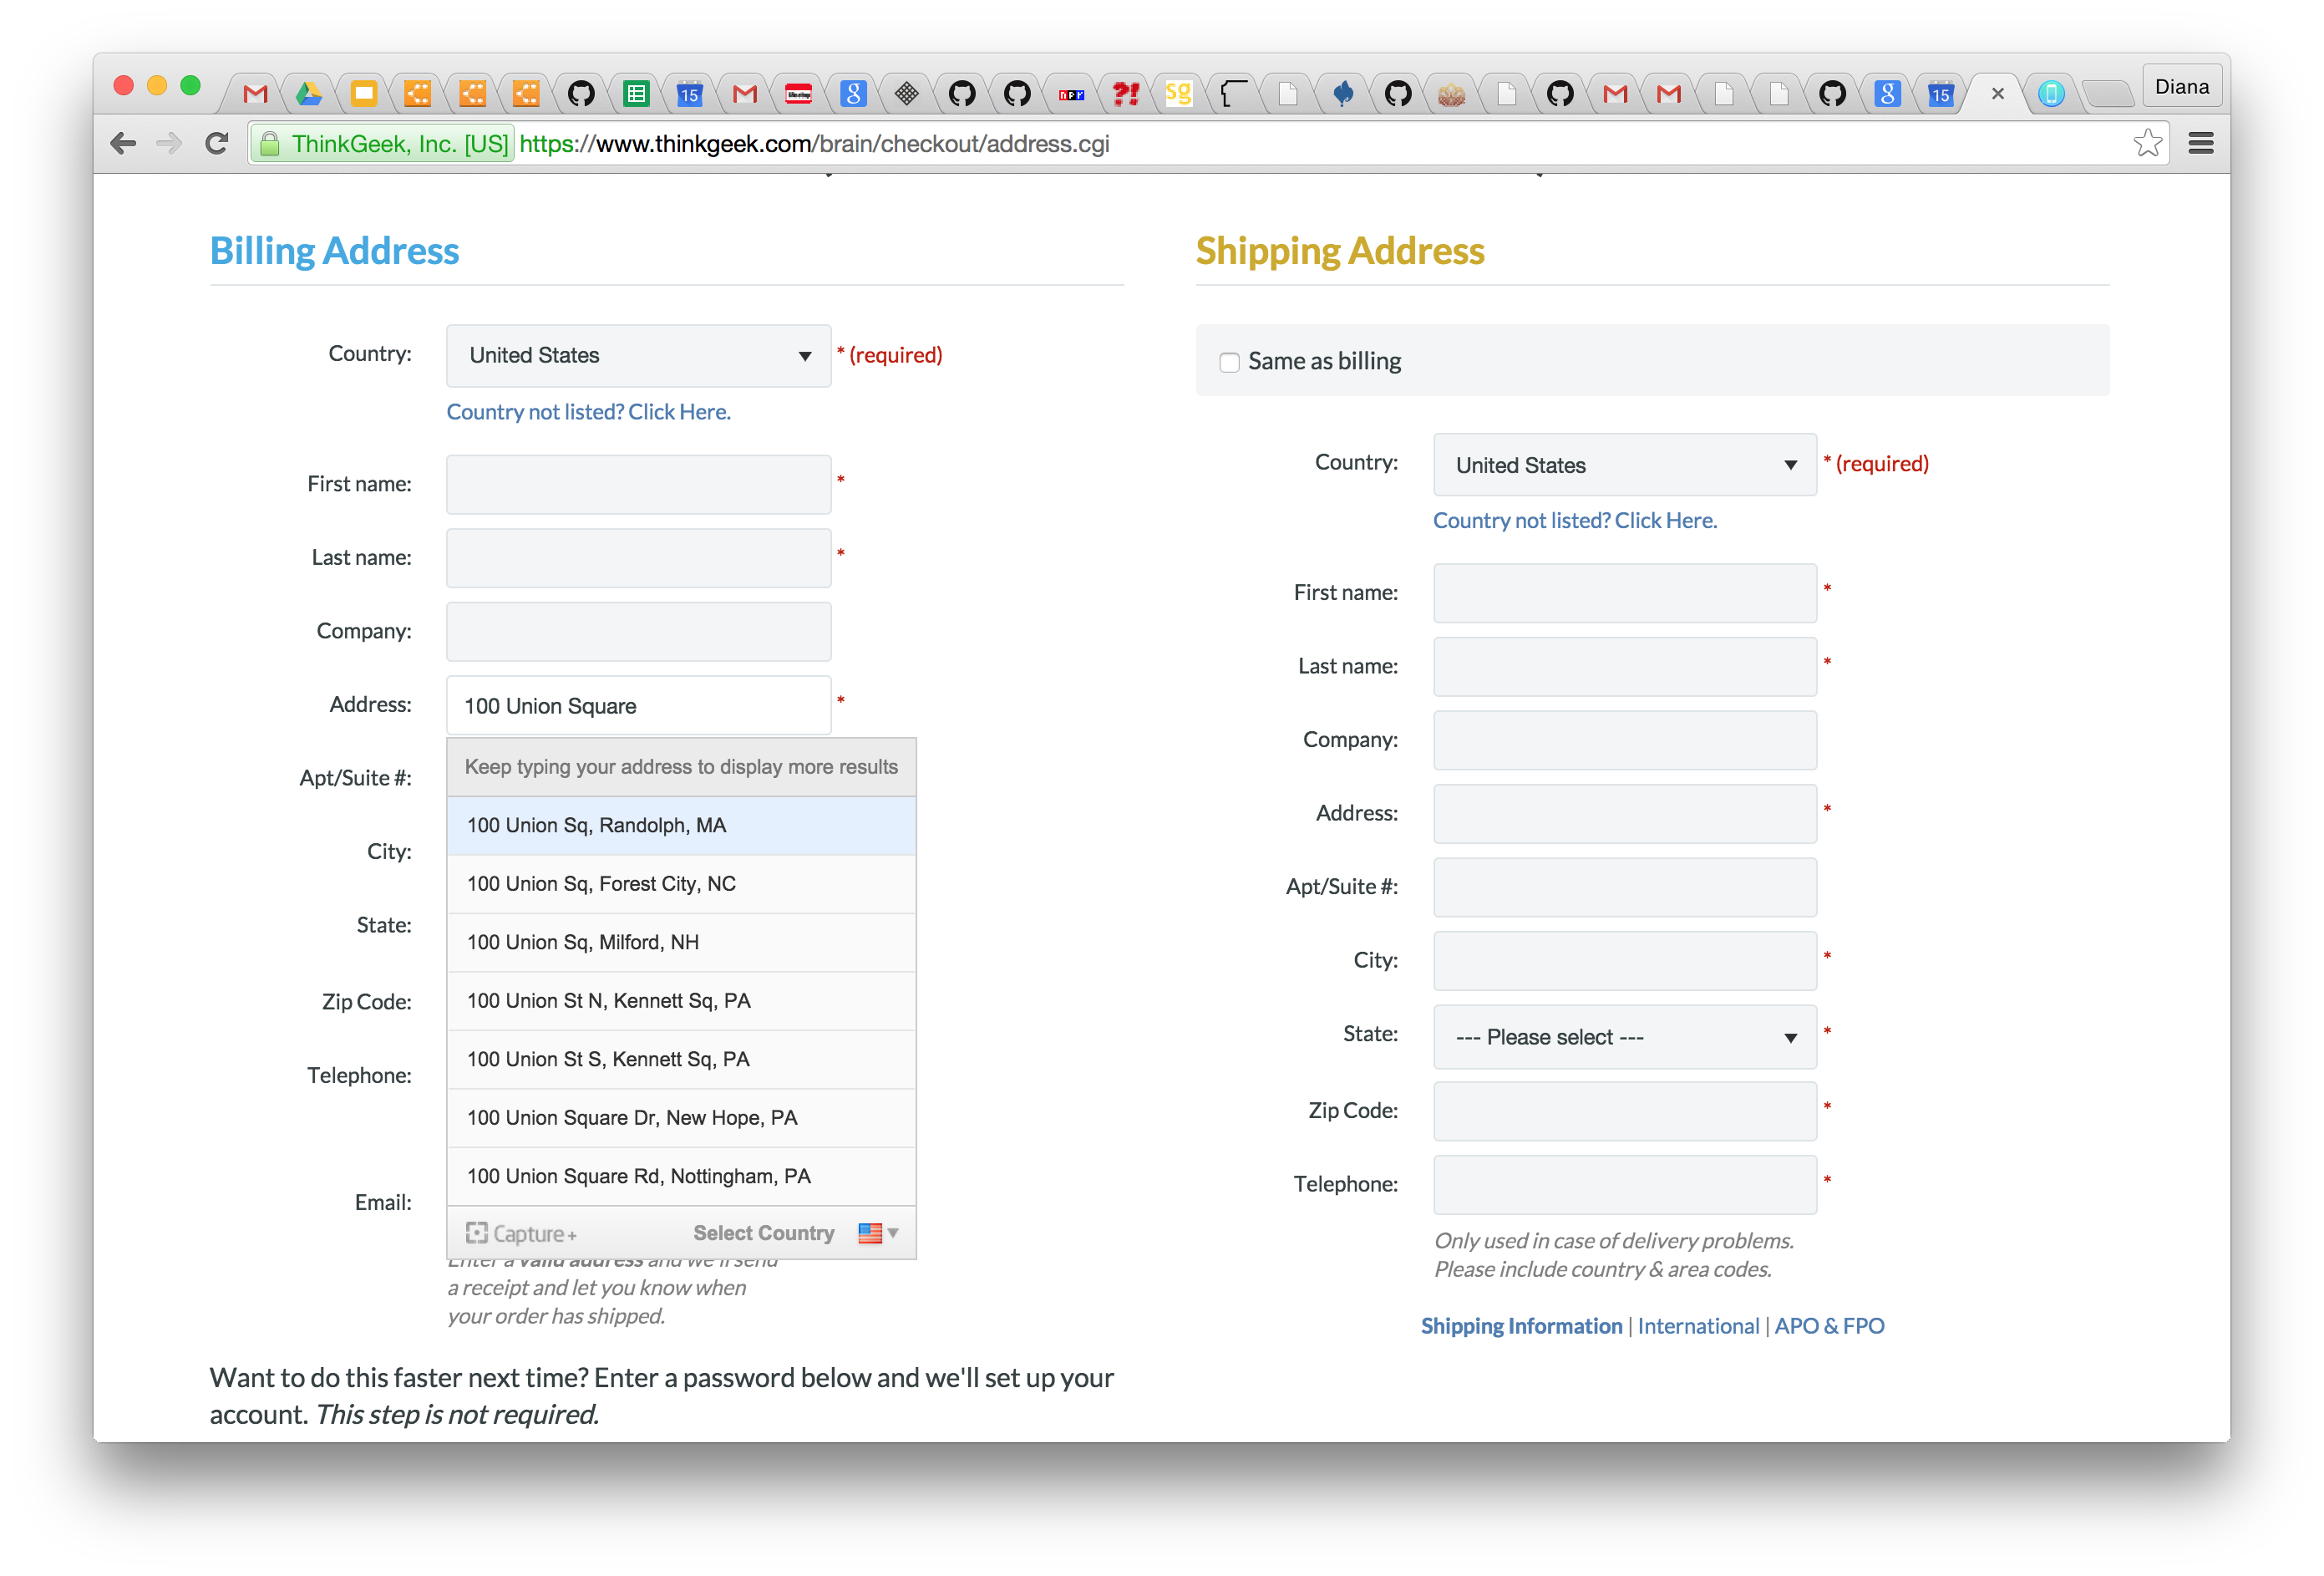 Diana
ThinkGeek, Inc. [US] https://www.thinkgeek.com/brain/checkout/address.cgi
Billing Address
Country: United States * (required)
Country not listed? Click Here.
First name: *
Last name: *
Company:
Address: 100 Union Square *
Keep typing your address to display more results
Apt/Suite #:
100 Union Sq, Randolph, MA
City:
100 Union Sq, Forest City, NC
State:
100 Union Sq, Milford, NH
Zip Code:
100 Union St N, Kennett Sq, PA
100 Union St S, Kennett Sq, PA
Telephone:
100 Union Square Dr, New Hope, PA
100 Union Square Rd, Nottingham, PA
Email:
Capture+ Select Country
Enter a valid address and we'll send
a receipt and let you know when
your order has shipped.
Want to do this faster next time? Enter a password below and we'll set up your
account. This step is not required.
Shipping Address
Same as billing
Country: United States * (required)
Country not listed? Click Here.
First name: *
Last name: *
Company:
Address: *
Apt/Suite #:
City: *
State: --- Please select --- *
Zip Code: *
Telephone: *
Only used in case of delivery problems.
Please include country & area codes.
Shipping Information | International | APO & FPO